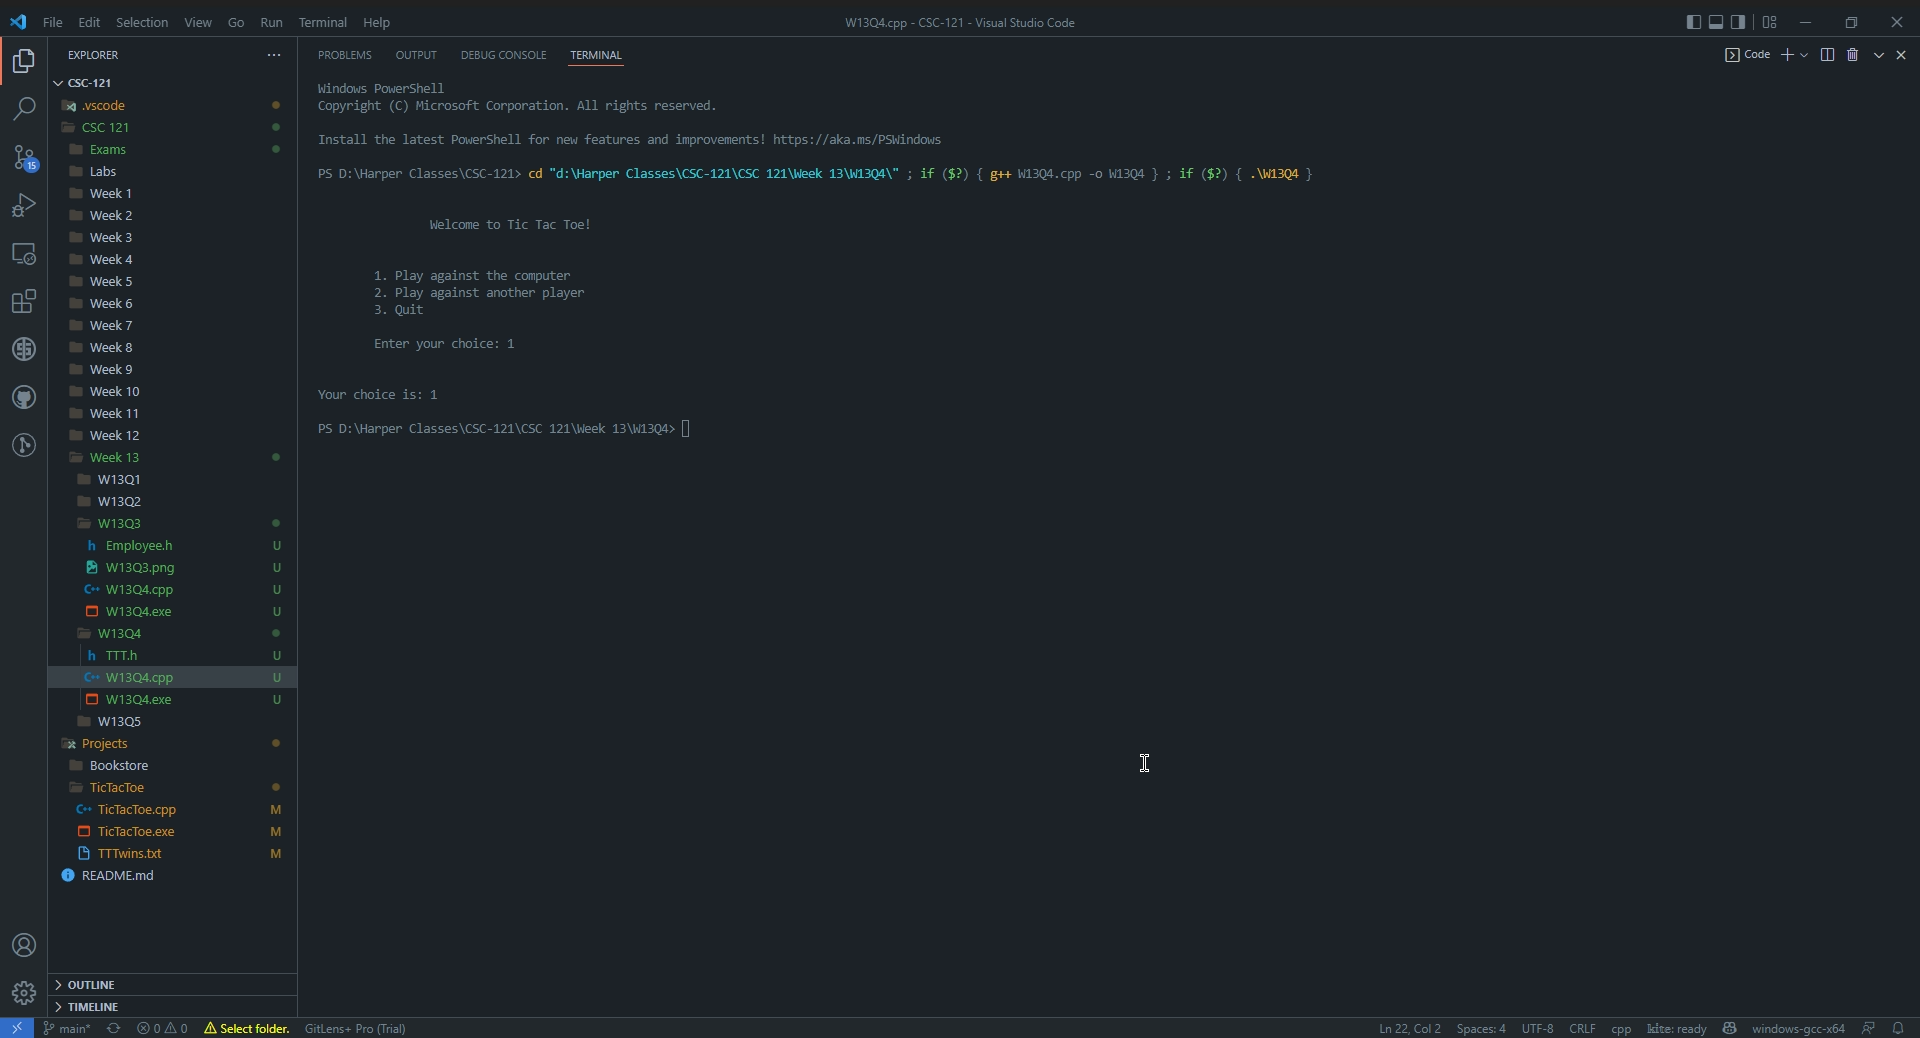 File Edit Selection View Go Run Terminal Help
W13Q4.cpp - CSC-121 - Visual Studio Code
EXPLORER
CSC-121
.vscode
CSC 121
Exams
Labs
Week 1
Week 2
Week 3
Week 4
Week 5
Week 6
Week 7
Week 8
Week 9
Week 10
Week 11
Week 12
Week 13
W13Q1
W13Q2
W13Q3
h Employee.h U
W13Q3.png U
C++ W13Q4.cpp U
W13Q4.exe U
W13Q4
h TTT.h U
C++ W13Q4.cpp U
W13Q4.exe U
W13Q5
Projects
Bookstore
TicTacToe
C++ TicTacToe.cpp M
TicTacToe.exe M
TTTwins.txt M
README.md
OUTLINE
TIMELINE
15
PROBLEMS OUTPUT DEBUG CONSOLE TERMINAL
Code
Windows PowerShell
Copyright (C) Microsoft Corporation. All rights reserved.
Install the latest PowerShell for new features and improvements! https://aka.ms/PSWindows
PS D:\Harper Classes\CSC-121> cd "d:\Harper Classes\CSC-121\CSC 121\Week 13\W13Q4\" ; if ($?) { g++ W13Q4.cpp -o W13Q4 } ; if ($?) { .\W13Q4 }
Welcome to Tic Tac Toe!
1. Play against the computer
2. Play against another player
3. Quit
Enter your choice: 1
Your choice is: 1
PS D:\Harper Classes\CSC-121\CSC 121\Week 13\W13Q4>
main* 0 0 Select folder. GitLens+ Pro (Trial)
Ln 22, Col 2 Spaces: 4 UTF-8 CRLF cpp kite: ready windows-gcc-x64